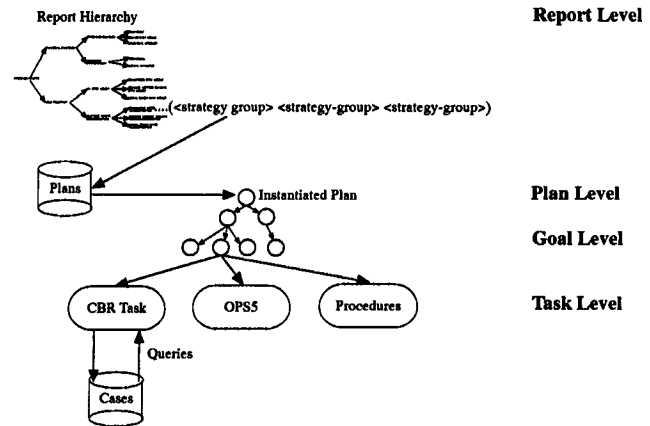 Report Hierarchy
Report Level
(<strategy group> <strategy-group> <strategy-group>)
Plans
Instantiated Plan
Plan Level
Goal Level
CBR Task
OPS5
Procedures
Task Level
Queries
Cases